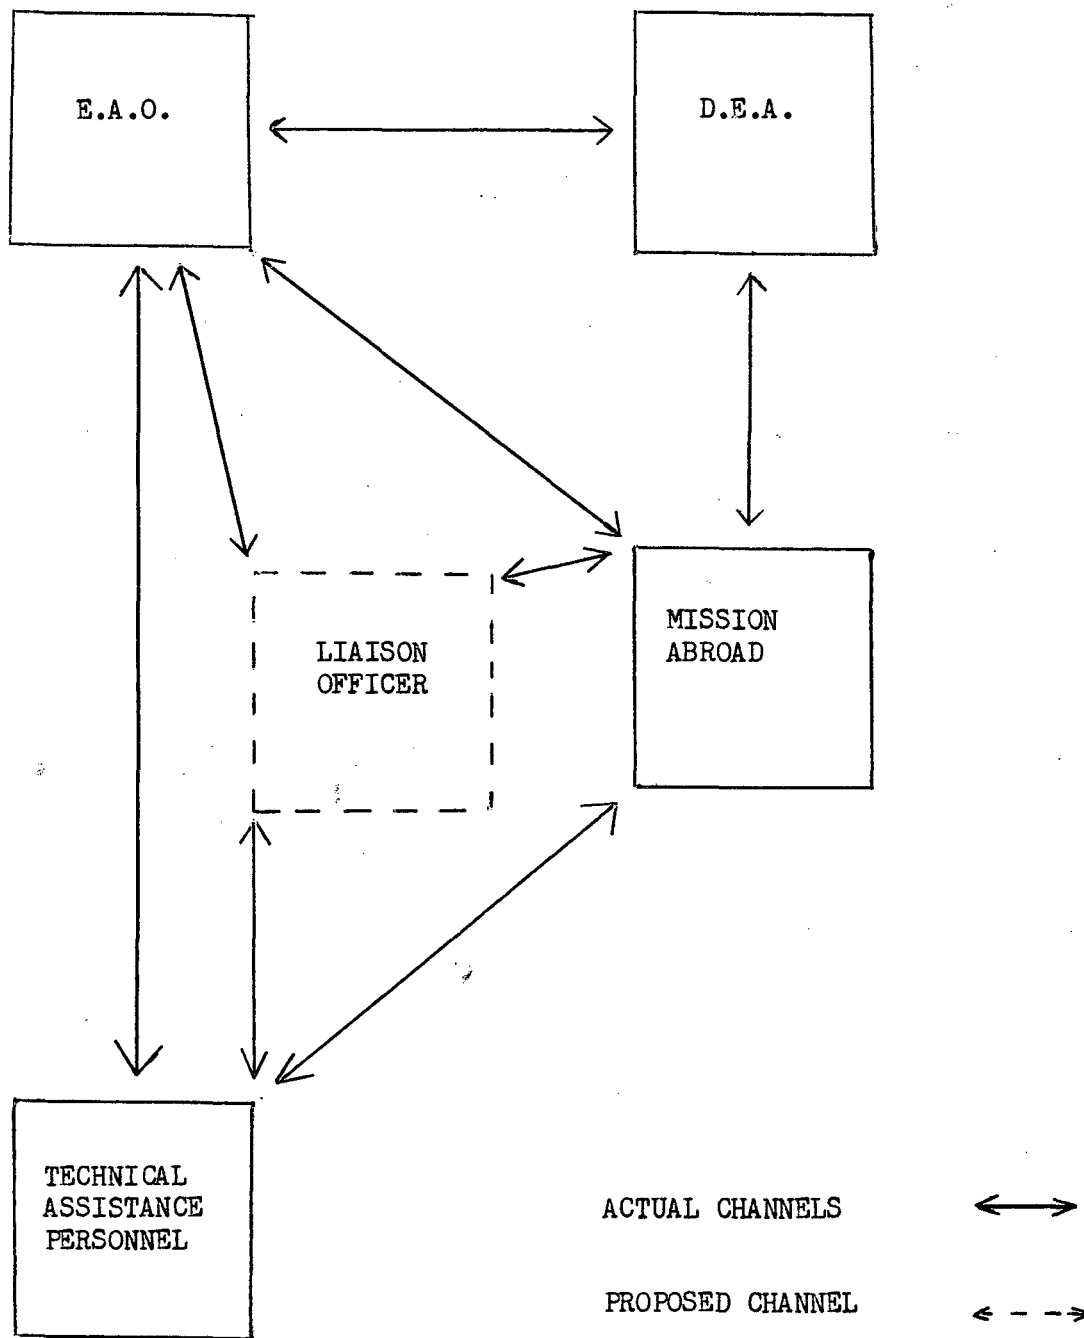 E.A.O.
D.E.A.
LIAISON
OFFICER
MISSION
ABROAD
TECHNICAL
ASSISTANCE
PERSONNEL
ACTUAL CHANNELS
PROPOSED CHANNEL